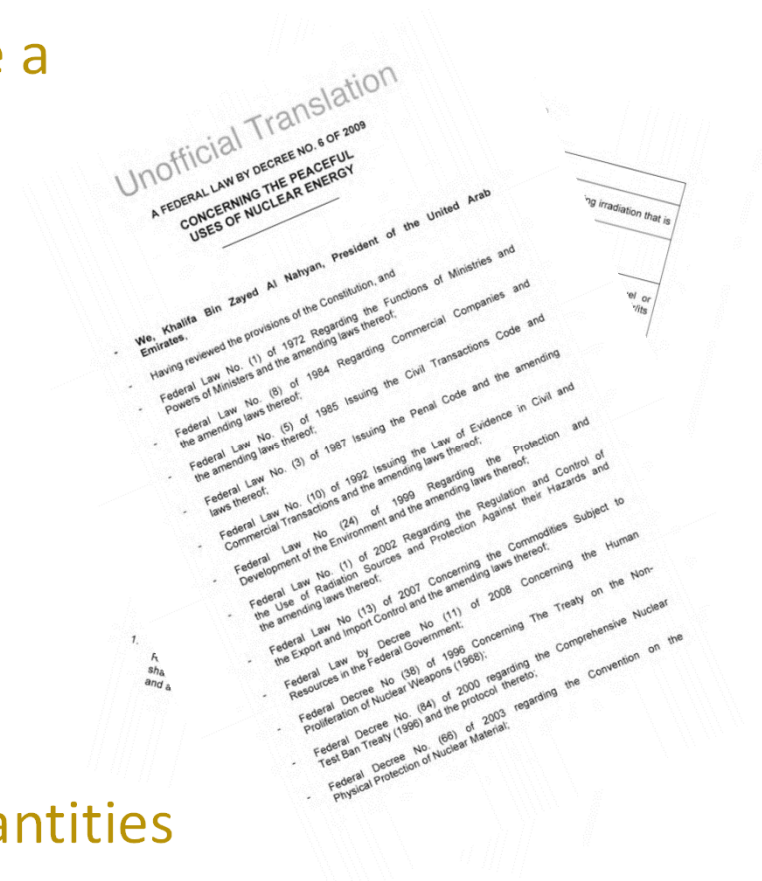 e a
Unofficial Translation
A FEDERAL LAW BY DECREE NO. 6 OF 2009
CONCERNING THE PEACEFUL
USES OF NUCLEAR ENERGY
We, Khalifa Bin Zayed Al Nahyan, President of the United Arab
Emirates,
- Having reviewed the provisions of the Constitution, and
- Federal Law No. (1) of 1972 Regarding the Functions of Ministries and
Powers of Ministers and the amending laws thereof;
- Federal Law No. (8) of 1984 Regarding Commercial Companies and
the amending laws thereof;
- Federal Law No. (5) of 1985 Issuing the Civil Transactions Code and
the amending laws thereof;
- Federal Law No. (3) of 1987 Issuing the Penal Code and the amending
laws thereof;
- Federal Law No. (10) of 1992 Issuing the Law of Evidence in Civil and
Commercial Transactions and the amending laws thereof;
- Federal Law No (24) of 1999 Regarding the Protection and
Development of the Environment and the amending laws thereof;
- Federal Law No. (1) of 2002 Regarding the Regulation and Control of
the Use of Radiation Sources and Protection Against their Hazards and
the amending laws thereof;
- Federal Law No (13) of 2007 Concerning the Commodities Subject to
the Export and Import Control and the amending laws thereof;
- Federal Law by Decree No (11) of 2008 Concerning the Human
Resources in the Federal Government;
- Federal Decree No (38) of 1996 Concerning The Treaty on the Non-
Proliferation of Nuclear Weapons (1968);
- Federal Decree No. (84) of 2000 regarding the Comprehensive Nuclear
Test Ban Treaty (1996) and the protocol thereto;
- Federal Decree No. (66) of 2003 regarding the Convention on the
Physical Protection of Nuclear Material;
irradiation that is
or
1.
sha
and a
antities